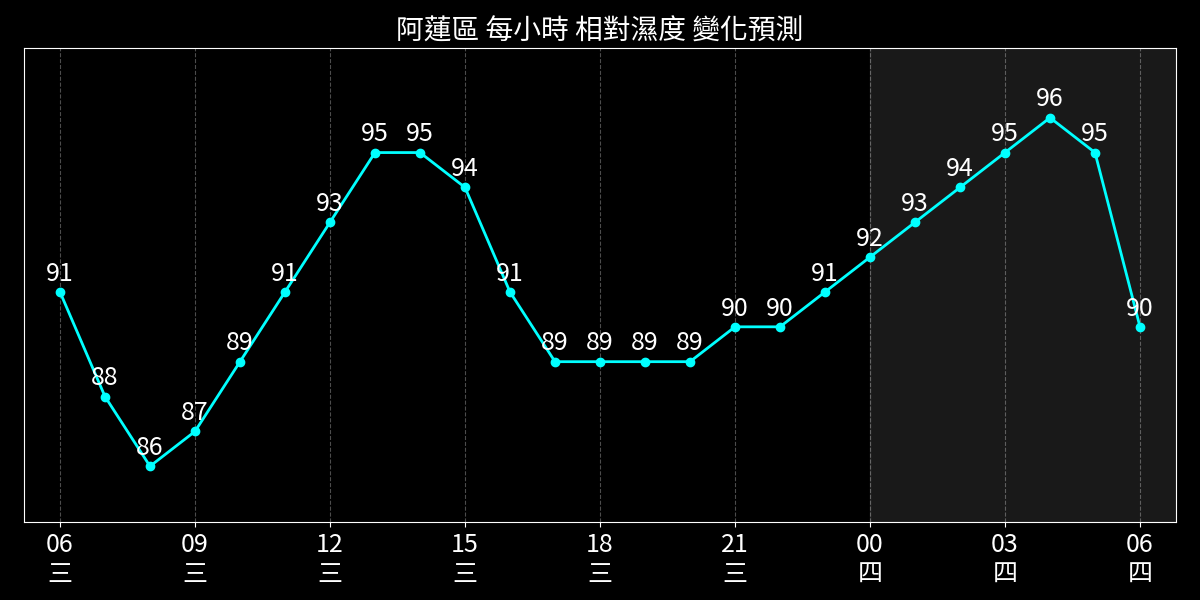 阿蓮區 每小時 相對濕度 變化預測
91 88 86 87 89 91 93 95 95 94 91 89 89 89 89 90 90 91 92 93 94 95 96 95 90
06 09 12 15 18 21 00 03 06
三 三 三 三 三 三 四 四 四